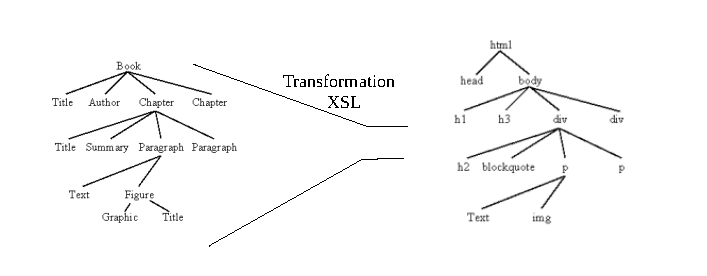 Book
Title Author Chapter Chapter
Title Summary Paragraph Paragraph
Text Figure
Graphic Title
Transformation
XSL
html
head body
h1 h3 div div
h2 blockquote p p
Text img